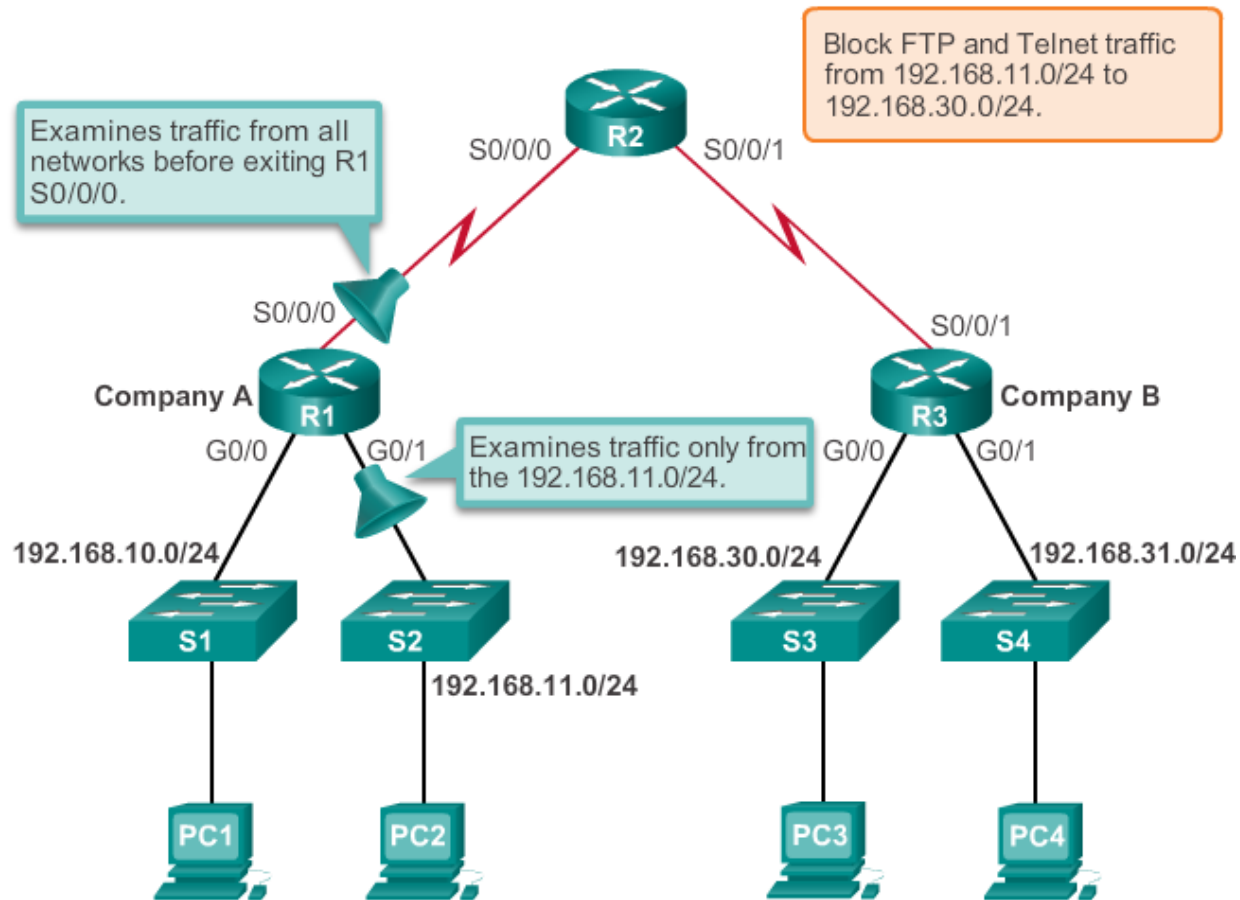 Block FTP and Telnet traffic
from 192.168.11.0/24 to
192.168.30.0/24.
Examines traffic from all
networks before exiting R1
S0/0/0.
R2
S0/0/0
S0/0/1
S0/0/0
S0/0/1
Company A
R1
R3
Company B
G0/0
G0/1
Examines traffic only from
the 192.168.11.0/24.
G0/0
G0/1
192.168.10.0/24
192.168.30.0/24
192.168.31.0/24
S1
S2
S3
S4
192.168.11.0/24
PC1
PC2
PC3
PC4